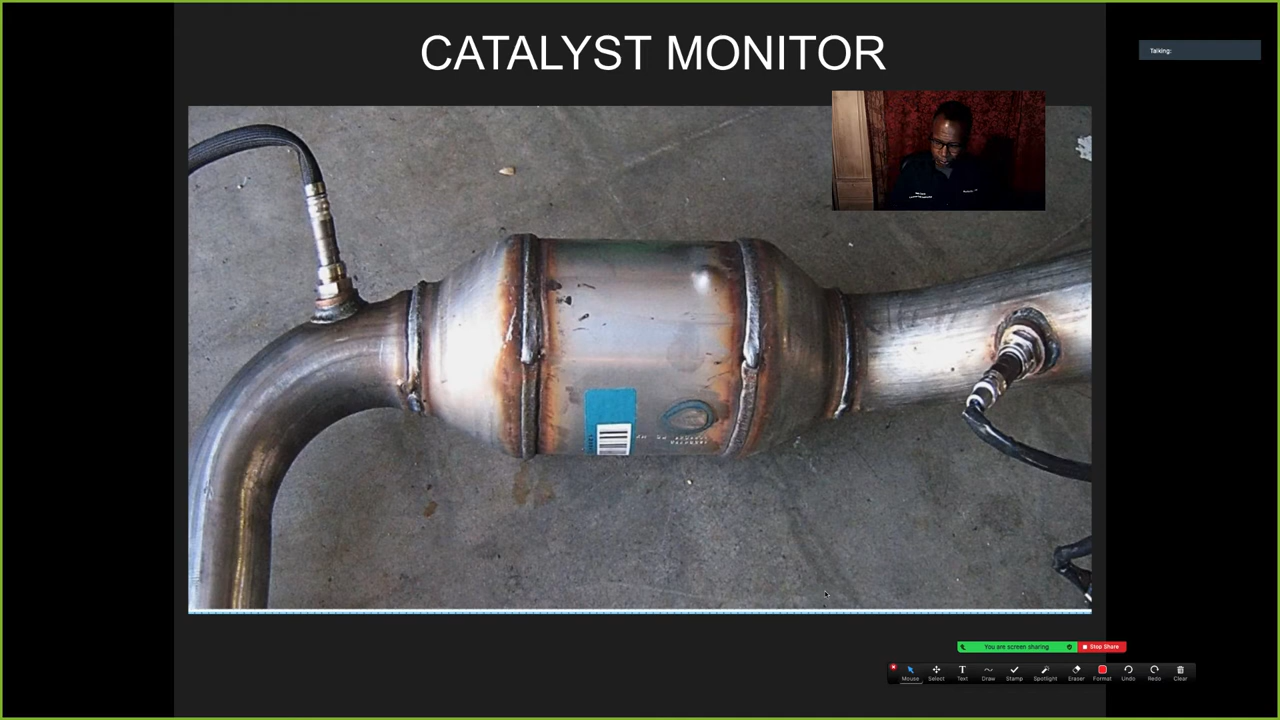 CATALYST MONITOR
Talking:
You are screen sharing
Stop Share
Mouse
Select
Text
Draw
Stamp
Spotlight
Eraser
Format
Undo
Redo
Clear